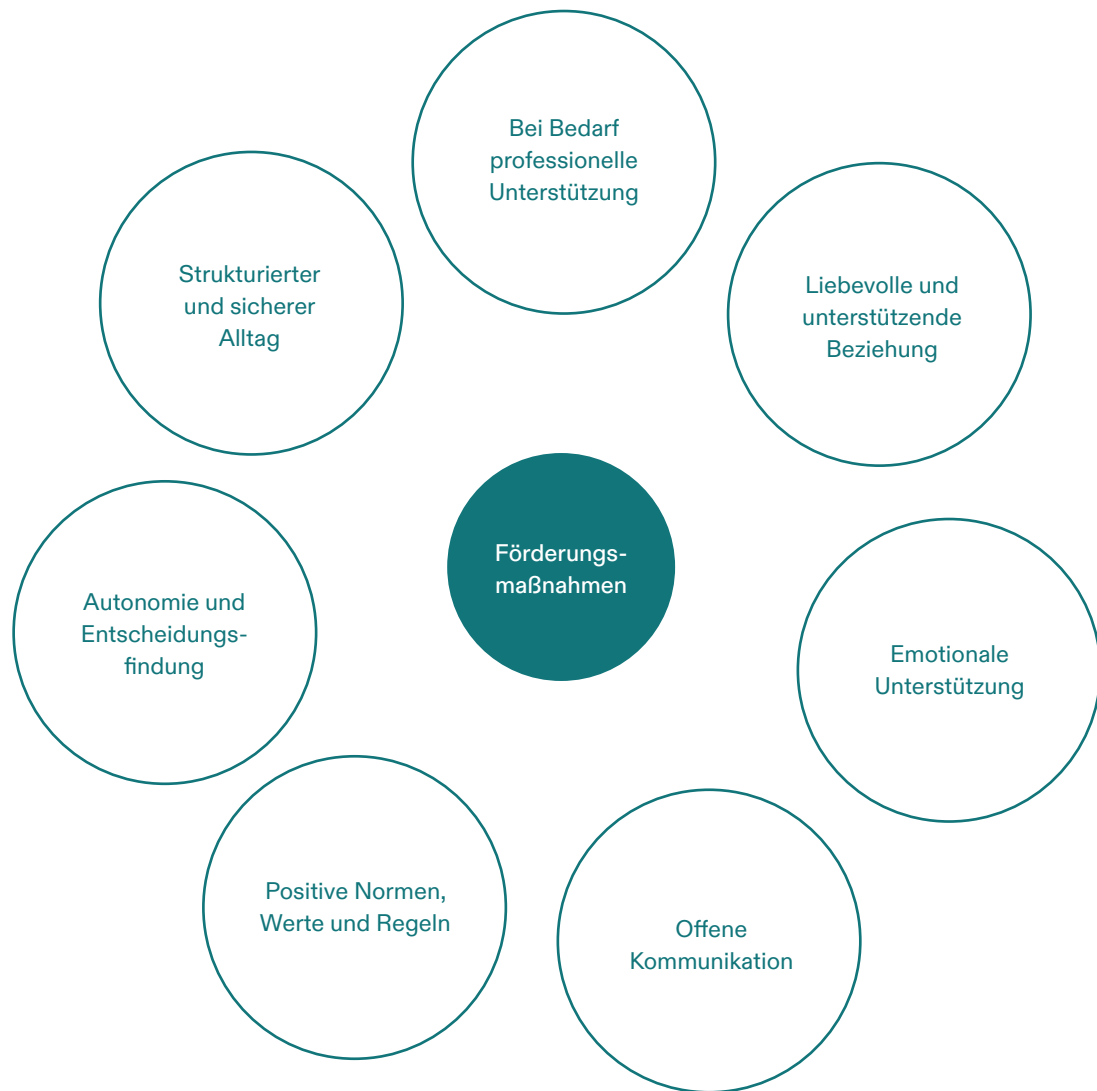 Bei Bedarf
professionelle
Unterstützung
Liebevolle und
unterstützende
Beziehung
Emotionale
Unterstützung
Offene
Kommunikation
Positive Normen,
Werte und Regeln
Autonomie und
Entscheidungs-
findung
Strukturierter
und sicherer
Alltag
Förderungs-
maßnahmen